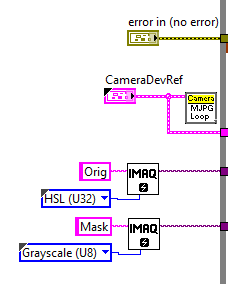 error in (no error)
CameraDevRef
Camera
MJPG
Loop
Orig
IMAQ
HSL (U32)
Mask
IMAQ
Grayscale (U8)